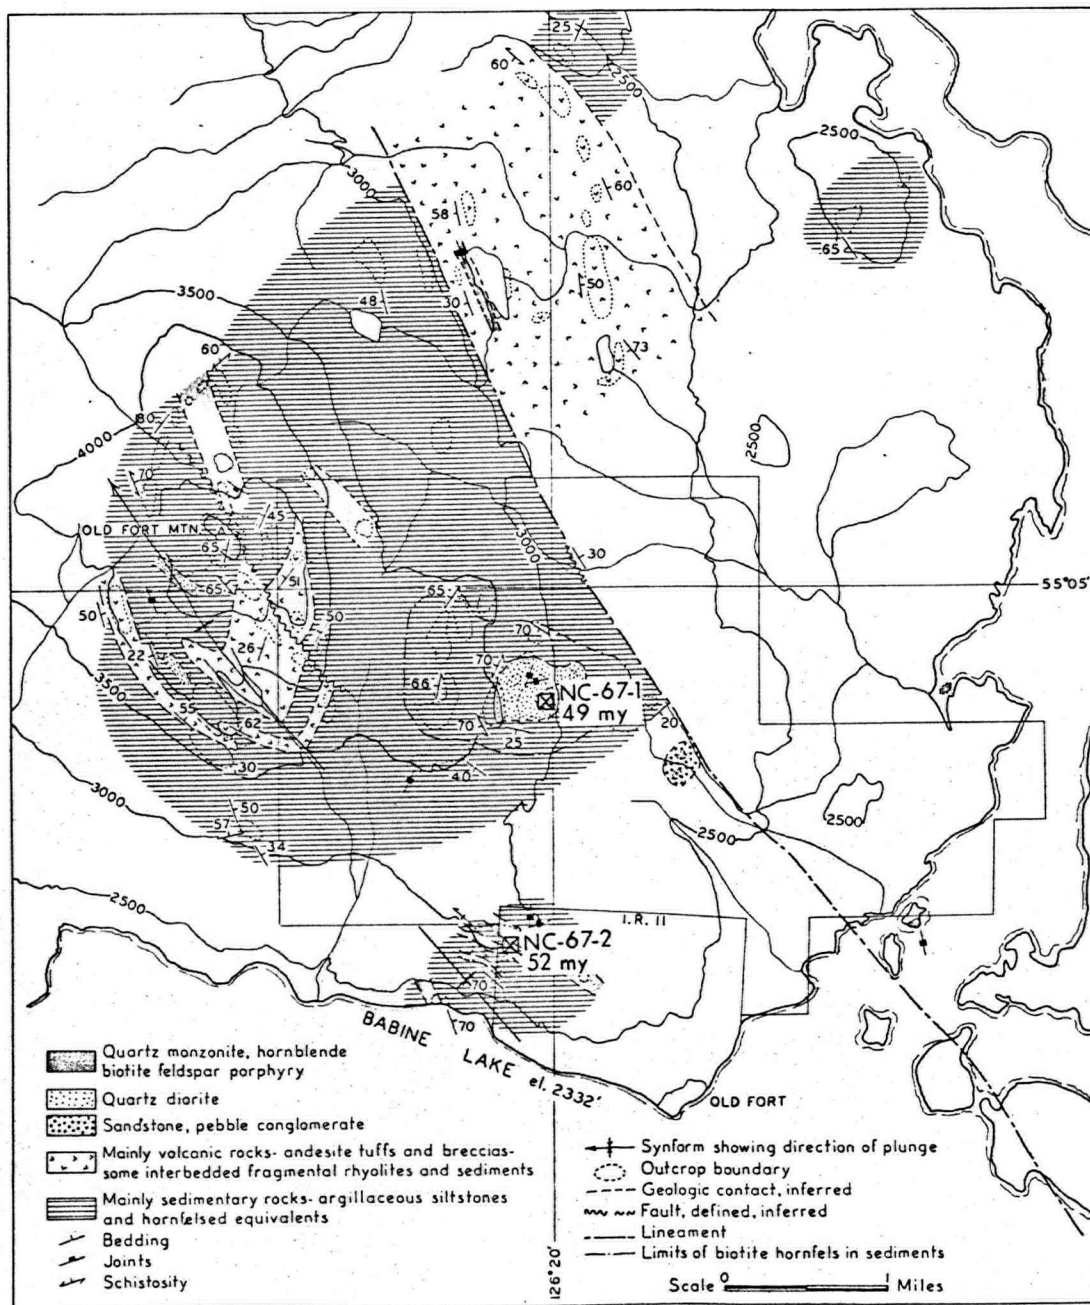 25
2500
60
2500
3000
60
58
65
3500
48
30
50
73
60
80
4000
2500
70
OLD FORT MTN.
45
3000
65
30
65
51
65
55°05'
50
50
70
22
26
70
66
NC-67-1
49 my
3500
55
62
70
25
20
30
40
3000
50
57
2500
2500
34
2500
I.R. 11
NC-67-2
52 my
70
70
BABINE
LAKE el. 2332'
OLD FORT
Quartz monzonite, hornblende
biotite feldspar porphyry
Quartz diorite
Sandstone, pebble conglomerate
Mainly volcanic rocks- andesite tuffs and breccias-
some interbedded fragmental rhyolites and sediments
Mainly sedimentary rocks- argillaceous siltstones
and hornfelsed equivalents
Bedding
Joints
Schistosity
126°20'
Synform showing direction of plunge
Outcrop boundary
Geologic contact, inferred
Fault, defined, inferred
Lineament
Limits of biotite hornfels in sediments
Scale 0 1 Miles